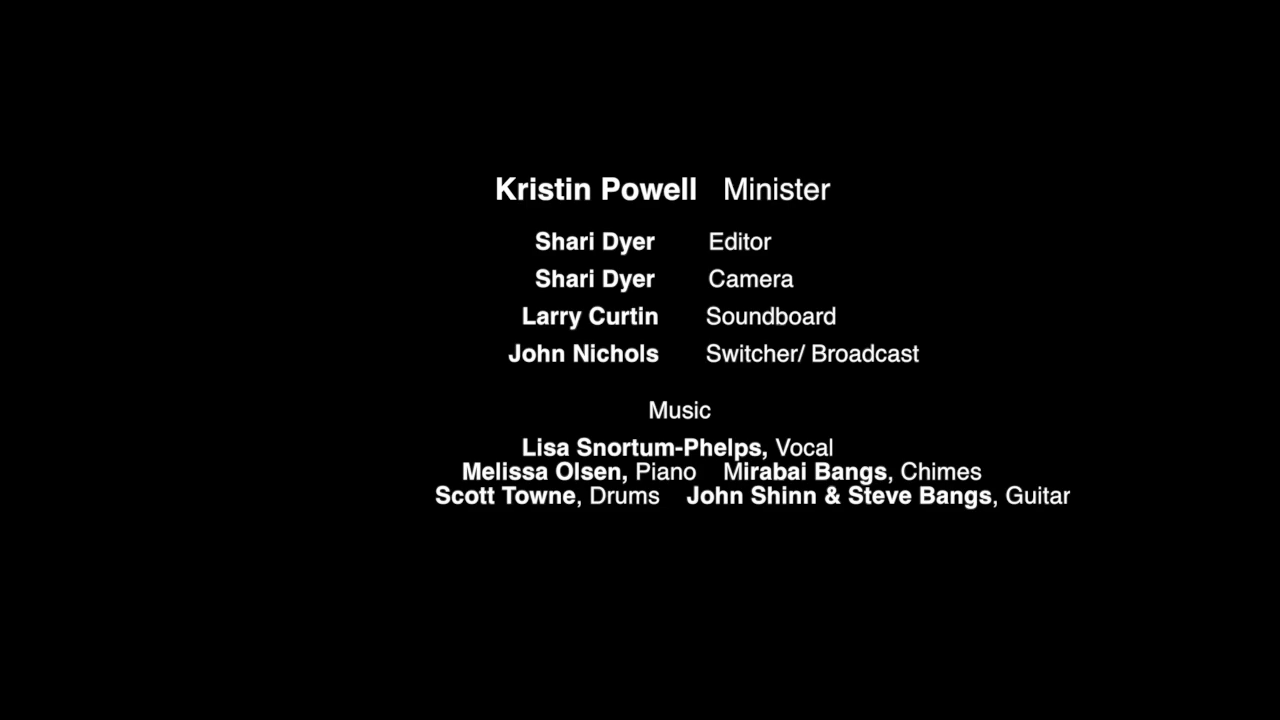 Kristin Powell Minister
Shari Dyer Editor
Shari Dyer Camera
Larry Curtin Soundboard
John Nichols Switcher/ Broadcast
Music
Lisa Snortum-Phelps, Vocal
Melissa Olsen, Piano Mirabai Bangs, Chimes
Scott Towne, Drums John Shinn & Steve Bangs, Guitar